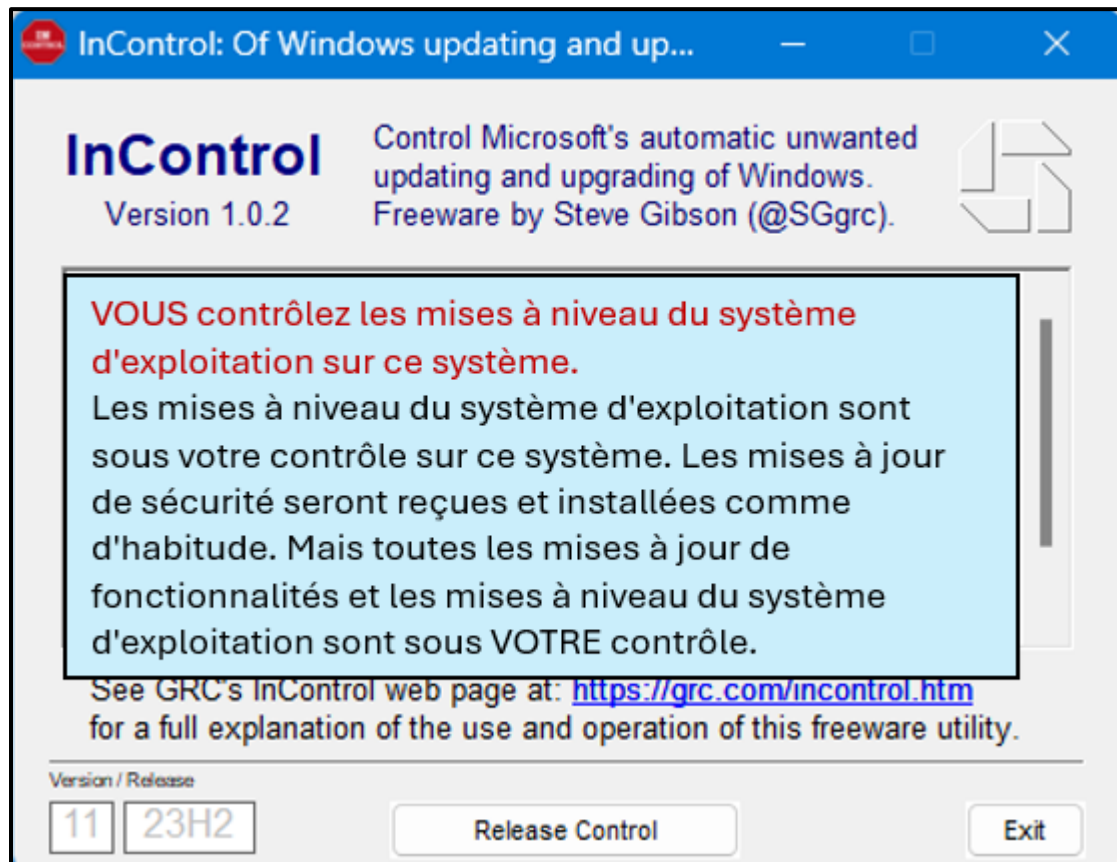 InControl: Of Windows updating and up...
InControl
Version 1.0.2
Control Microsoft's automatic unwanted
updating and upgrading of Windows.
Freeware by Steve Gibson (@SGgrc).
VOUS contrôlez les mises à niveau du système
d'exploitation sur ce système.
Les mises à niveau du système d'exploitation sont
sous votre contrôle sur ce système. Les mises à jour
de sécurité seront reçues et installées comme
d'habitude. Mais toutes les mises à jour de
fonctionnalités et les mises à niveau du système
d'exploitation sont sous VOTRE contrôle.
See GRC's InControl web page at: https://grc.com/incontrol.htm
for a full explanation of the use and operation of this freeware utility.
Version / Release
11 23H2
Release Control
Exit